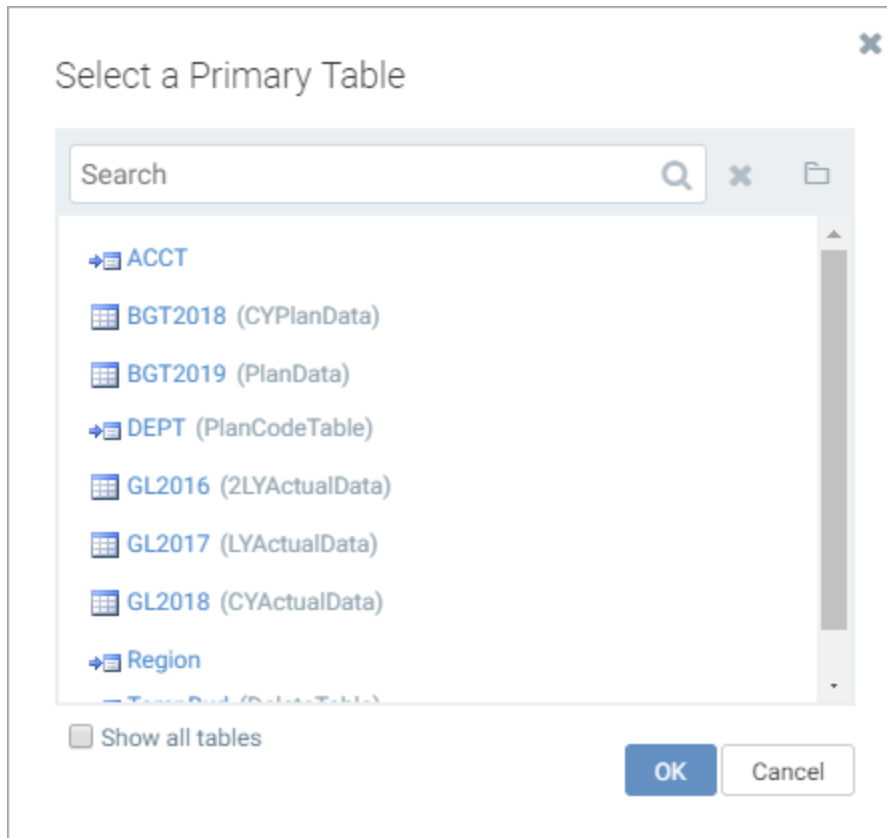 Select a Primary Table
Search
ACCT
BGT2018 (CYPlanData)
BGT2019 (PlanData)
DEPT (PlanCodeTable)
GL2016 (2LYActualData)
GL2017 (LYActualData)
GL2018 (CYActualData)
Region
Show all tables
OK
Cancel